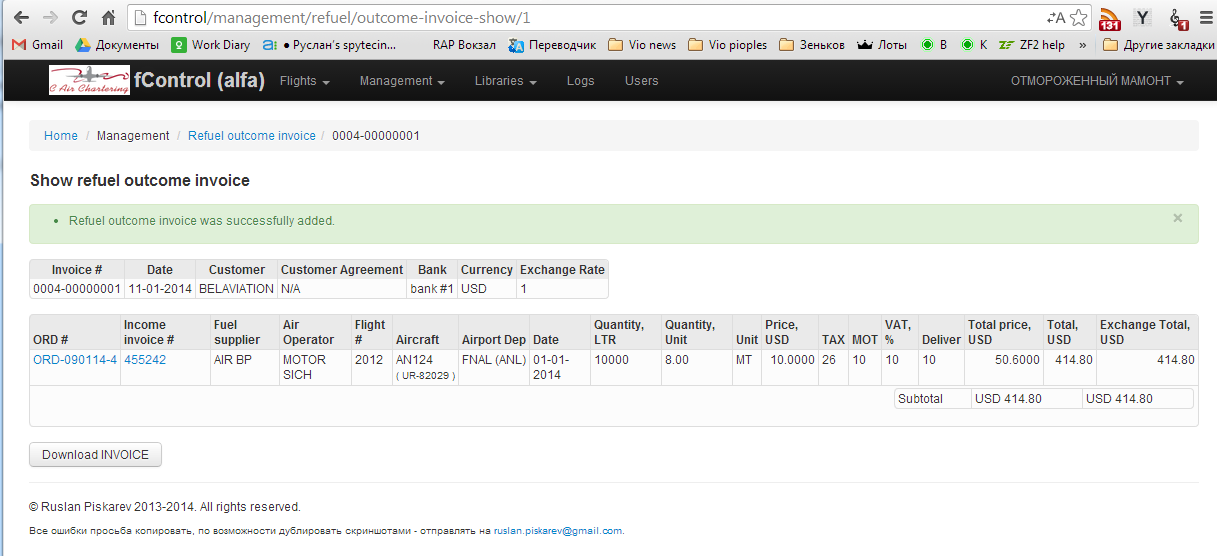 fcontrol/management/refuel/outcome-invoice-show/1
131 Y 1
Gmail Документы Work Diary ● Руслан's spytecin... RAP Вокзал Переводчик Vio news Vio pioples Зеньков Лоты В К ZF2 help » Другие закладки
C Air Chartering fControl (alfa) Flights Management Libraries Logs Users ОТМОРОЖЕННЫЙ МАМОНТ
Home / Management / Refuel outcome invoice / 0004-00000001
Show refuel outcome invoice
• Refuel outcome invoice was successfully added. ×
Invoice # Date Customer Customer Agreement Bank Currency Exchange Rate
0004-00000001 11-01-2014 BELAVIATION N/A bank #1 USD 1
Income Fuel Air Flight Quantity, Quantity, Price, VAT, Total price, Total, Exchange Total,
ORD # invoice # supplier Operator # Aircraft Airport Dep Date LTR Unit Unit USD TAX MOT % Deliver USD USD USD
ORD-090114-4 455242 AIR BP MOTOR 2012 AN124 FNAL (ANL) 01-01- 10000 8.00 MT 10.0000 26 10 10 10 50.6000 414.80 414.80
SICH ( UR-82029 ) 2014
Subtotal USD 414.80 USD 414.80
Download INVOICE
© Ruslan Piskarev 2013-2014. All rights reserved.
Все ошибки просьба копировать, по возможности дублировать скриншотами - отправлять на ruslan.piskarev@gmail.com.